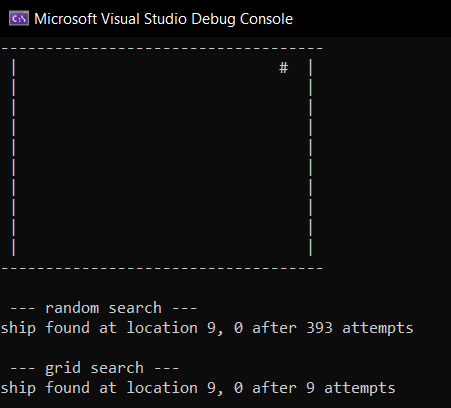 C:\ Microsoft Visual Studio Debug Console
------------------------------------
| # |
| |
| |
| |
| |
| |
| |
| |
| |
| |
------------------------------------
--- random search ---
ship found at location 9, 0 after 393 attempts
--- grid search ---
ship found at location 9, 0 after 9 attempts